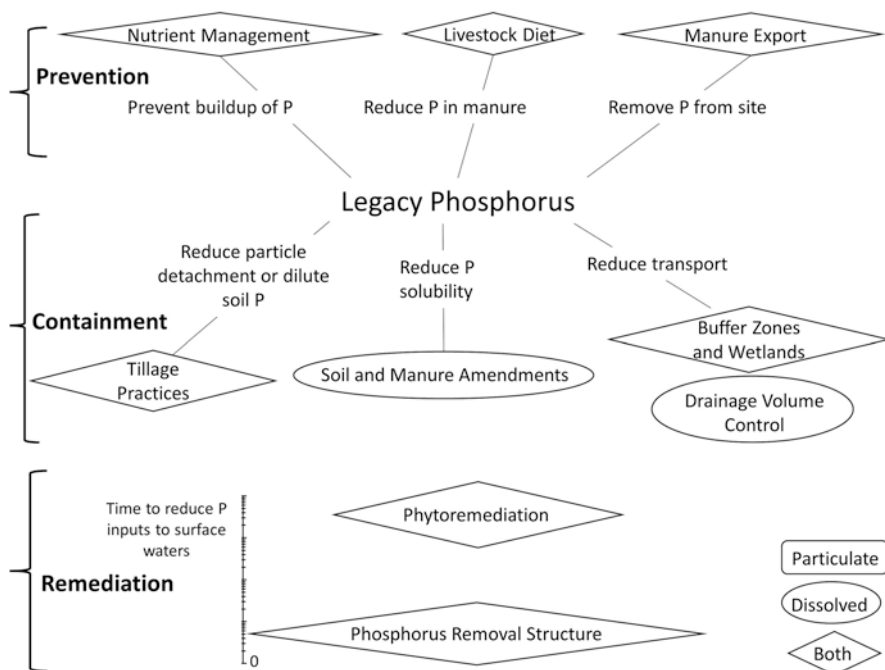 Nutrient Management
Livestock Diet
Manure Export
Prevention
Prevent buildup of P
Reduce P in manure
Remove P from site
Legacy Phosphorus
Reduce particle
detachment or dilute
soil P
Reduce P
solubility
Reduce transport
Containment
Tillage
Practices
Soil and Manure Amendments
Buffer Zones
and Wetlands
Drainage Volume
Control
Time to reduce P
inputs to surface
waters
Phytoremediation
Remediation
Phosphorus Removal Structure
0
Particulate
Dissolved
Both